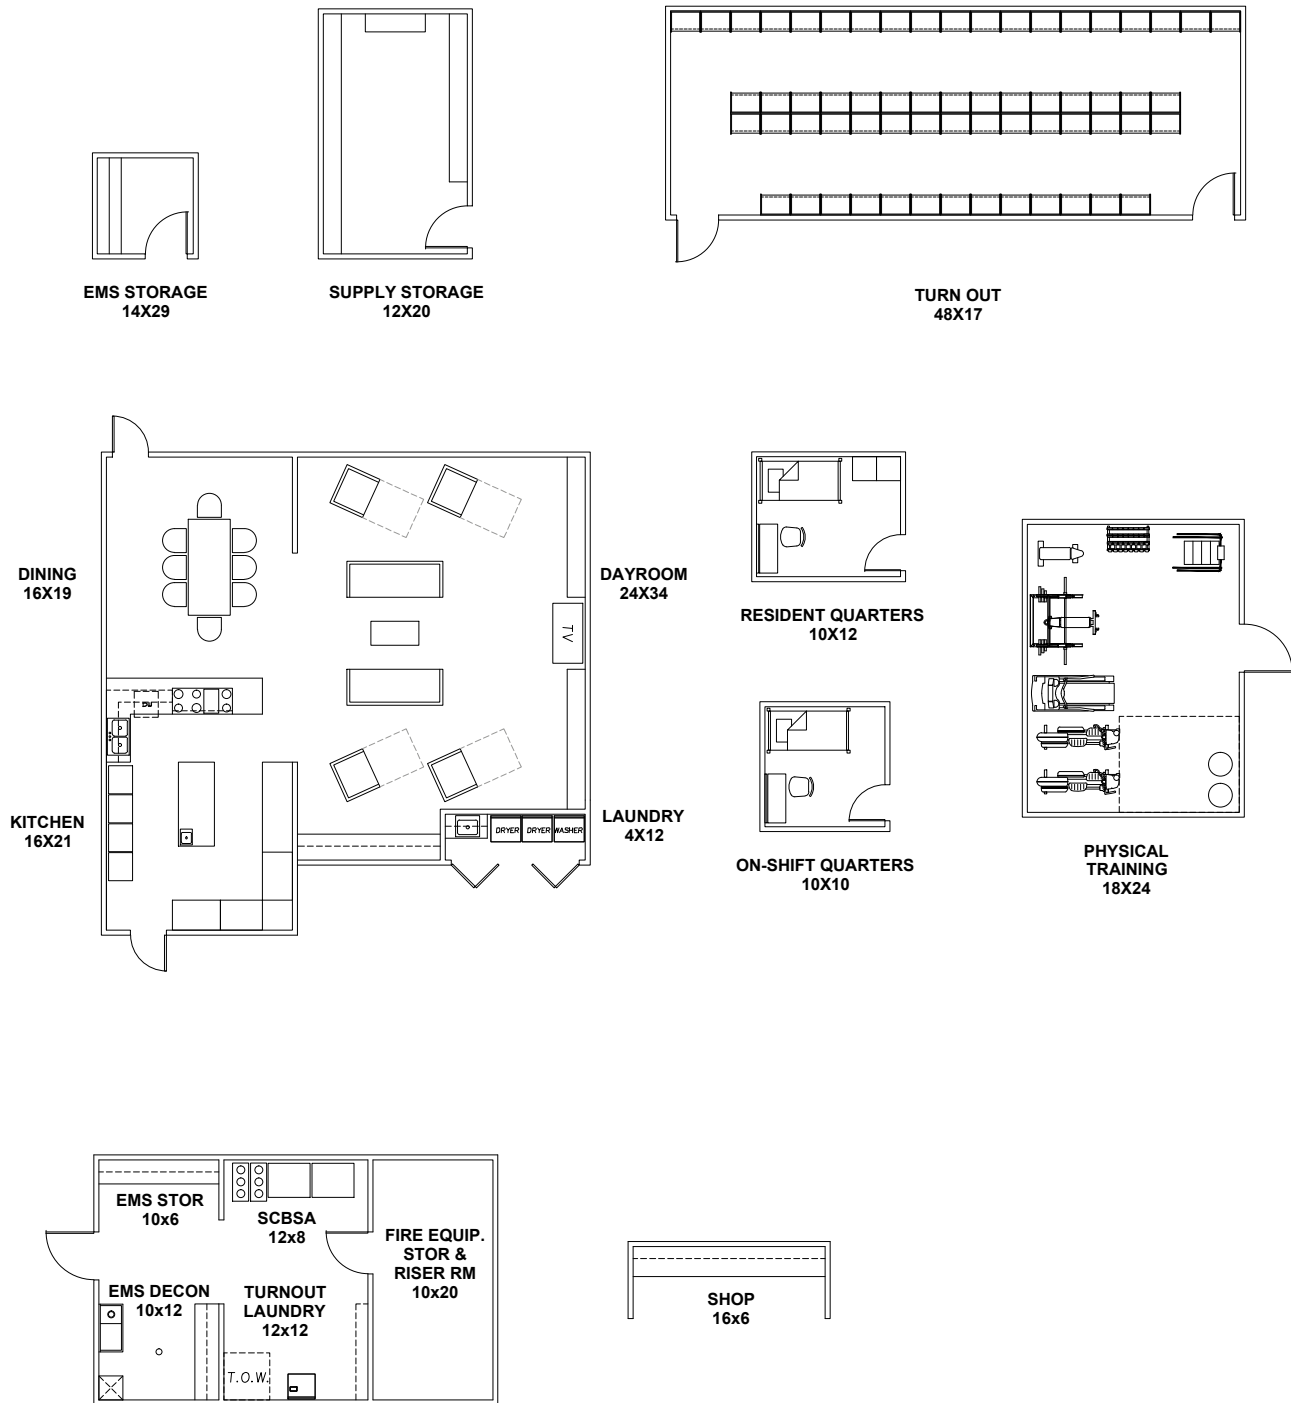 EMS STORAGE
14X29
SUPPLY STORAGE
12X20
TURN OUT
48X17
DINING
16X19
DAYROOM
24X34
TV
RESIDENT QUARTERS
10X12
KITCHEN
16X21
LAUNDRY
4X12
DRYER
DRYER
WASHER
ON-SHIFT QUARTERS
10X10
PHYSICAL
TRAINING
18X24
EMS STOR
10x6
SCBSA
12x8
FIRE EQUIP.
STOR &
RISER RM
10x20
EMS DECON
10x12
TURNOUT
LAUNDRY
12x12
T.O.W.
SHOP
16x6